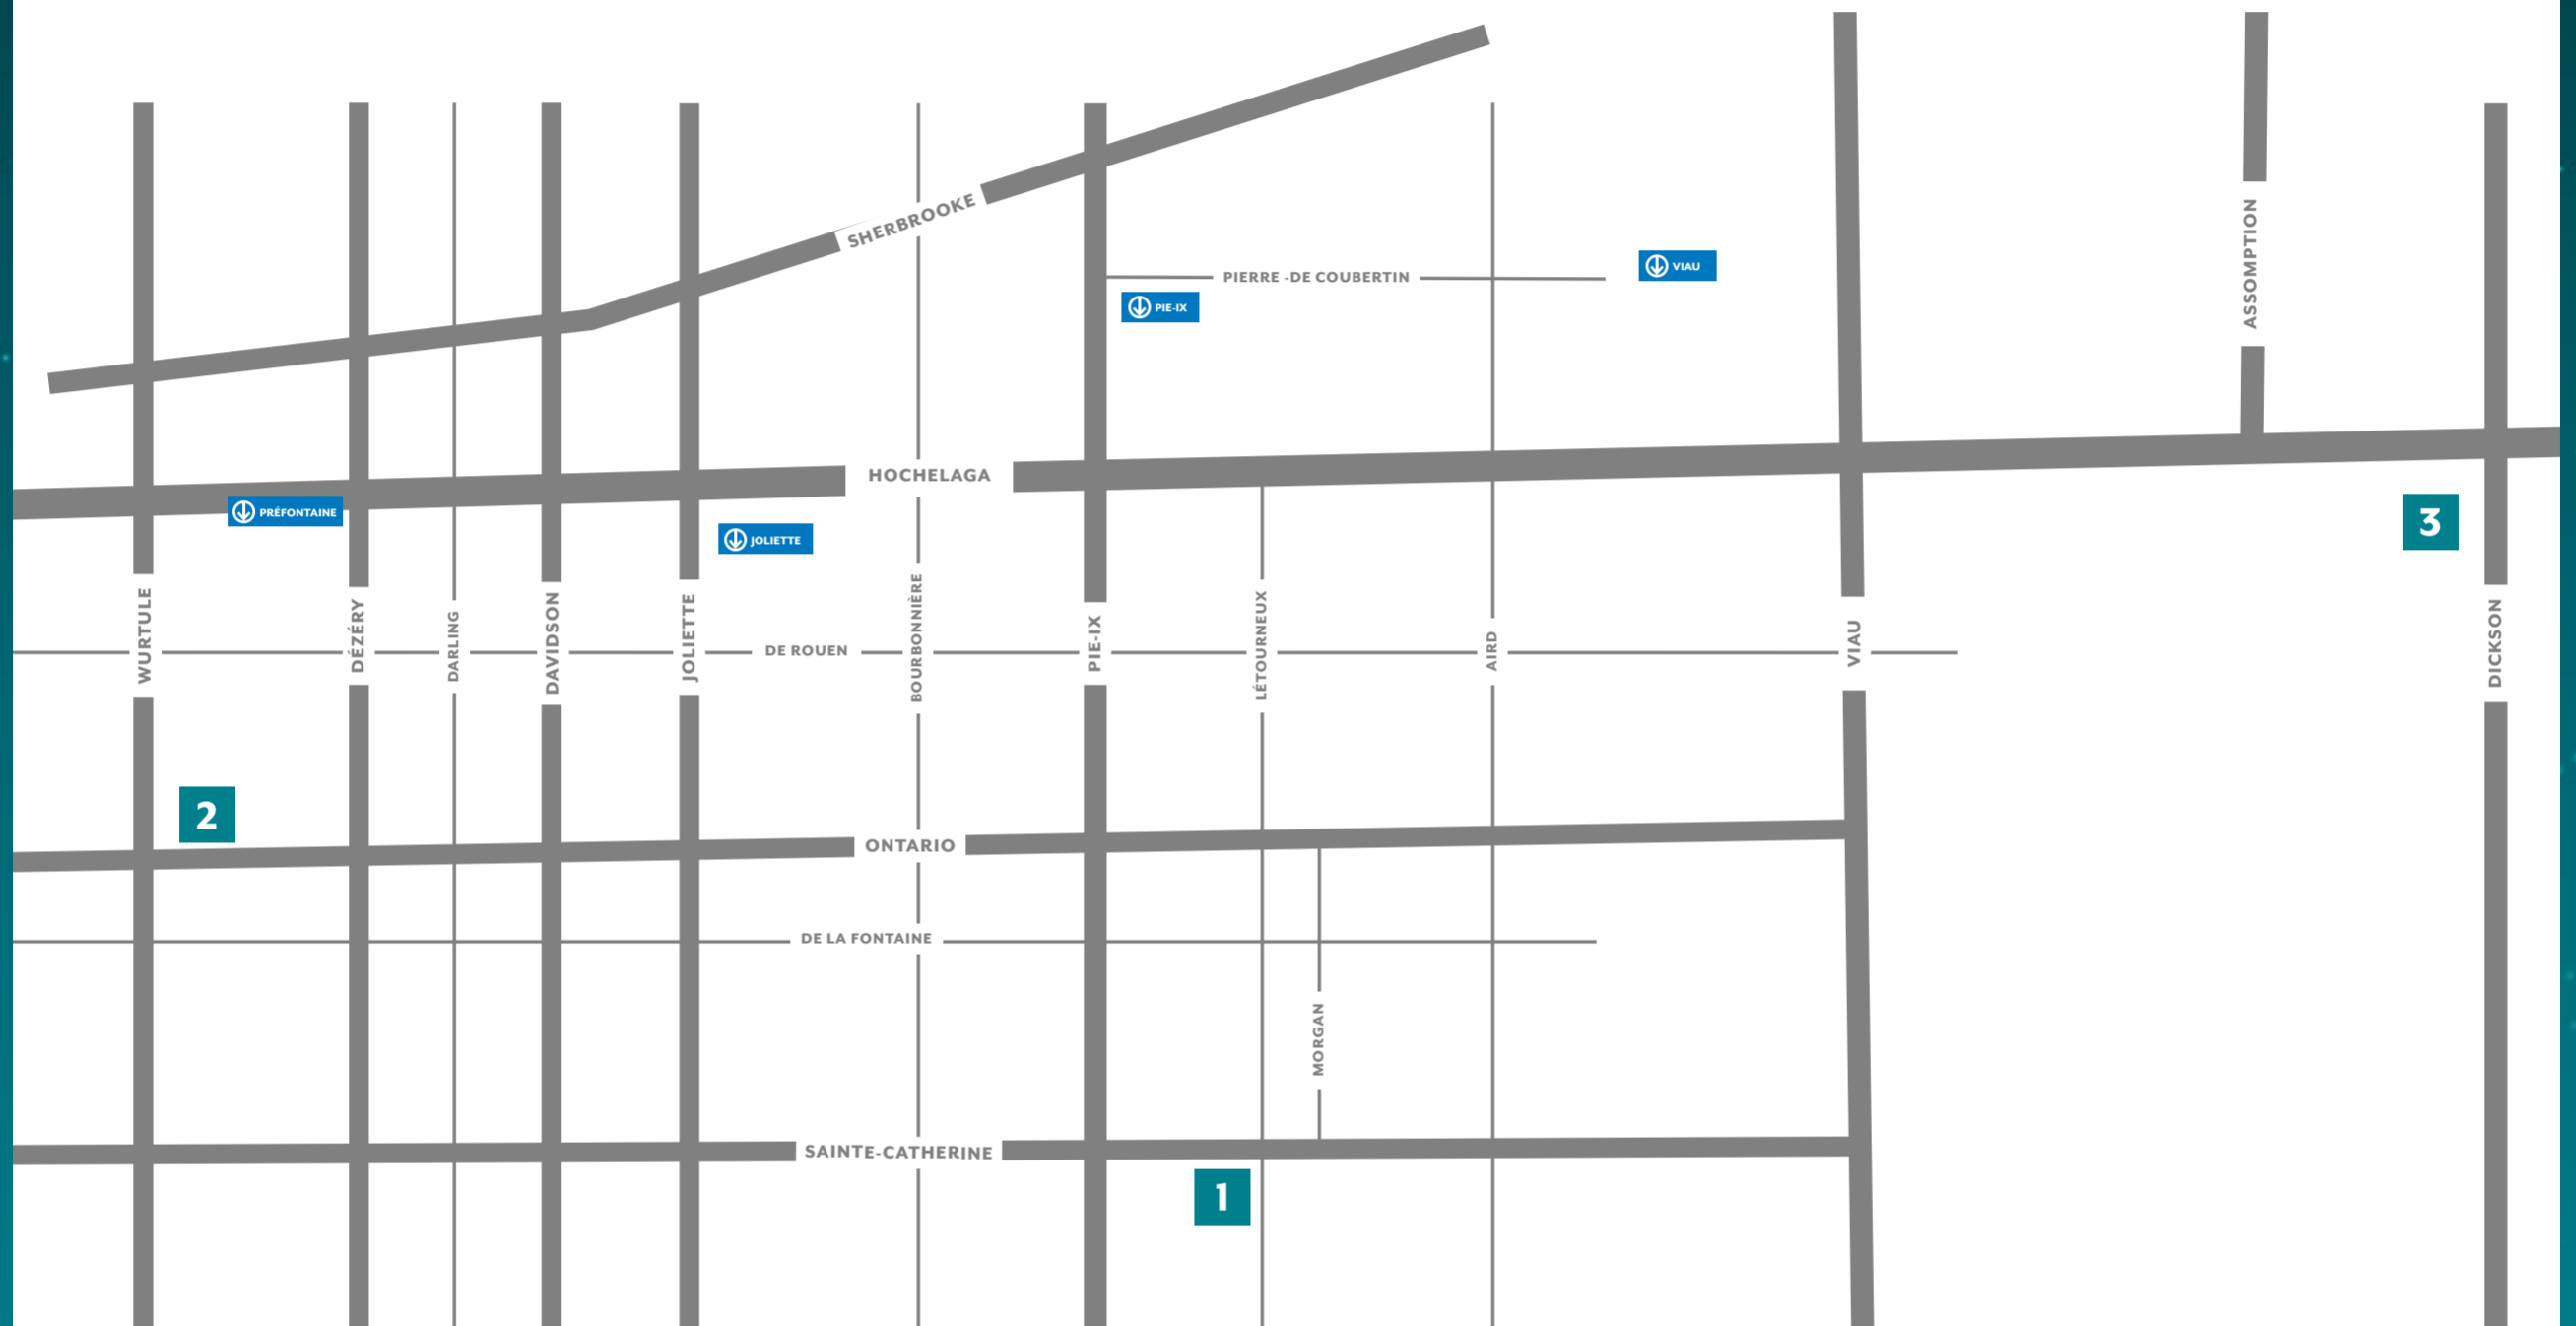 SHERBROOKE
ASSOMPTION
PIERRE -DE COUBERTIN
VIAU
PIE-IX
HOCHELAGA
PRÉFONTAINE
JOLIETTE
3
WURTULE
DÉZÉRY
DARLING
DAVIDSON
JOLIETTE
DE ROUEN
BOURBONNIÈRE
PIE-IX
LÉTOURNEUX
AIRD
VIAU
DICKSON
2
ONTARIO
DE LA FONTAINE
MORGAN
SAINTE-CATHERINE
1